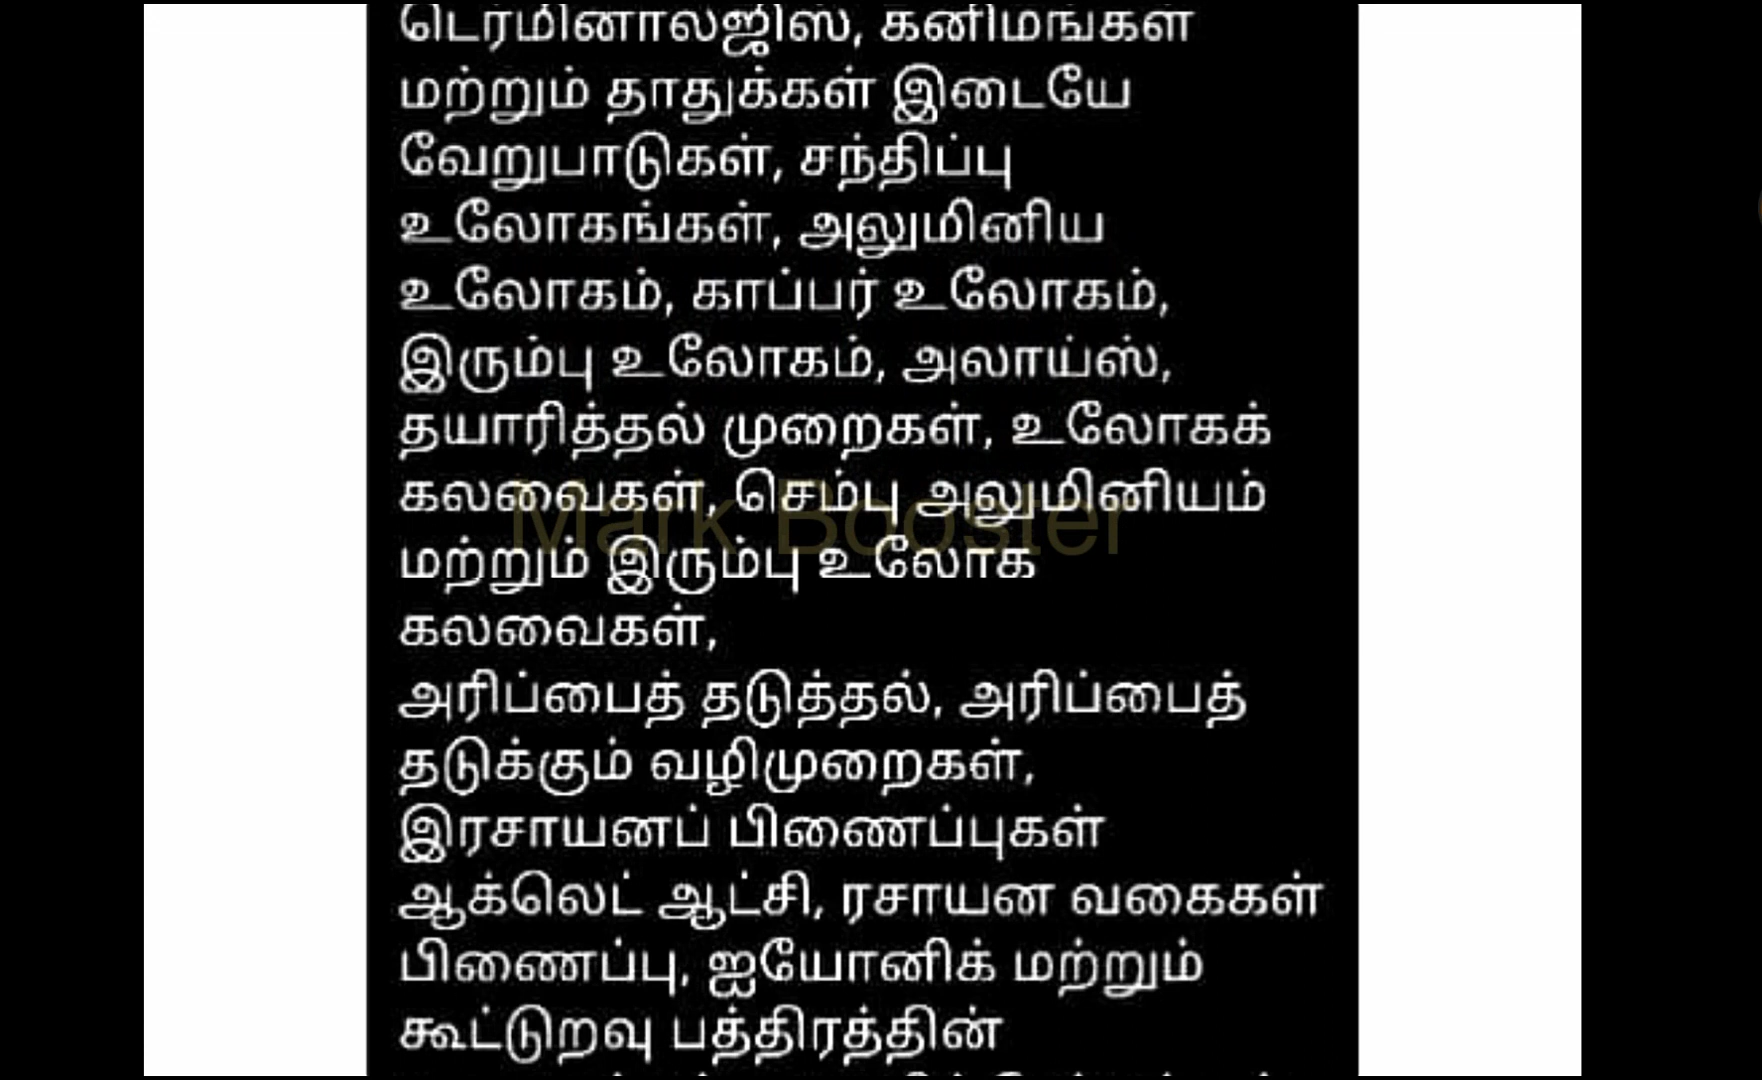 டெர்மினாலஜிஸ், கனிமங்கள்
மற்றும் தாதுக்கள் இடையே
வேறுபாடுகள், சந்திப்பு
உலோகங்கள், அலுமினிய
உலோகம், காப்பர் உலோகம்,
இரும்பு உலோகம், அலாய்ஸ்,
தயாரித்தல் முறைகள், உலோகக்
கலவைகள், செம்பு அலுமினியம்
Mark Booster
மற்றும் இரும்பு உலோக
கலவைகள்,
அரிப்பைத் தடுத்தல், அரிப்பைத்
தடுக்கும் வழிமுறைகள்,
இரசாயனப் பிணைப்புகள்
ஆக்லெட் ஆட்சி, ரசாயன வகைகள்
பிணைப்பு, ஐயோனிக் மற்றும்
கூட்டுறவு பத்திரத்தின்